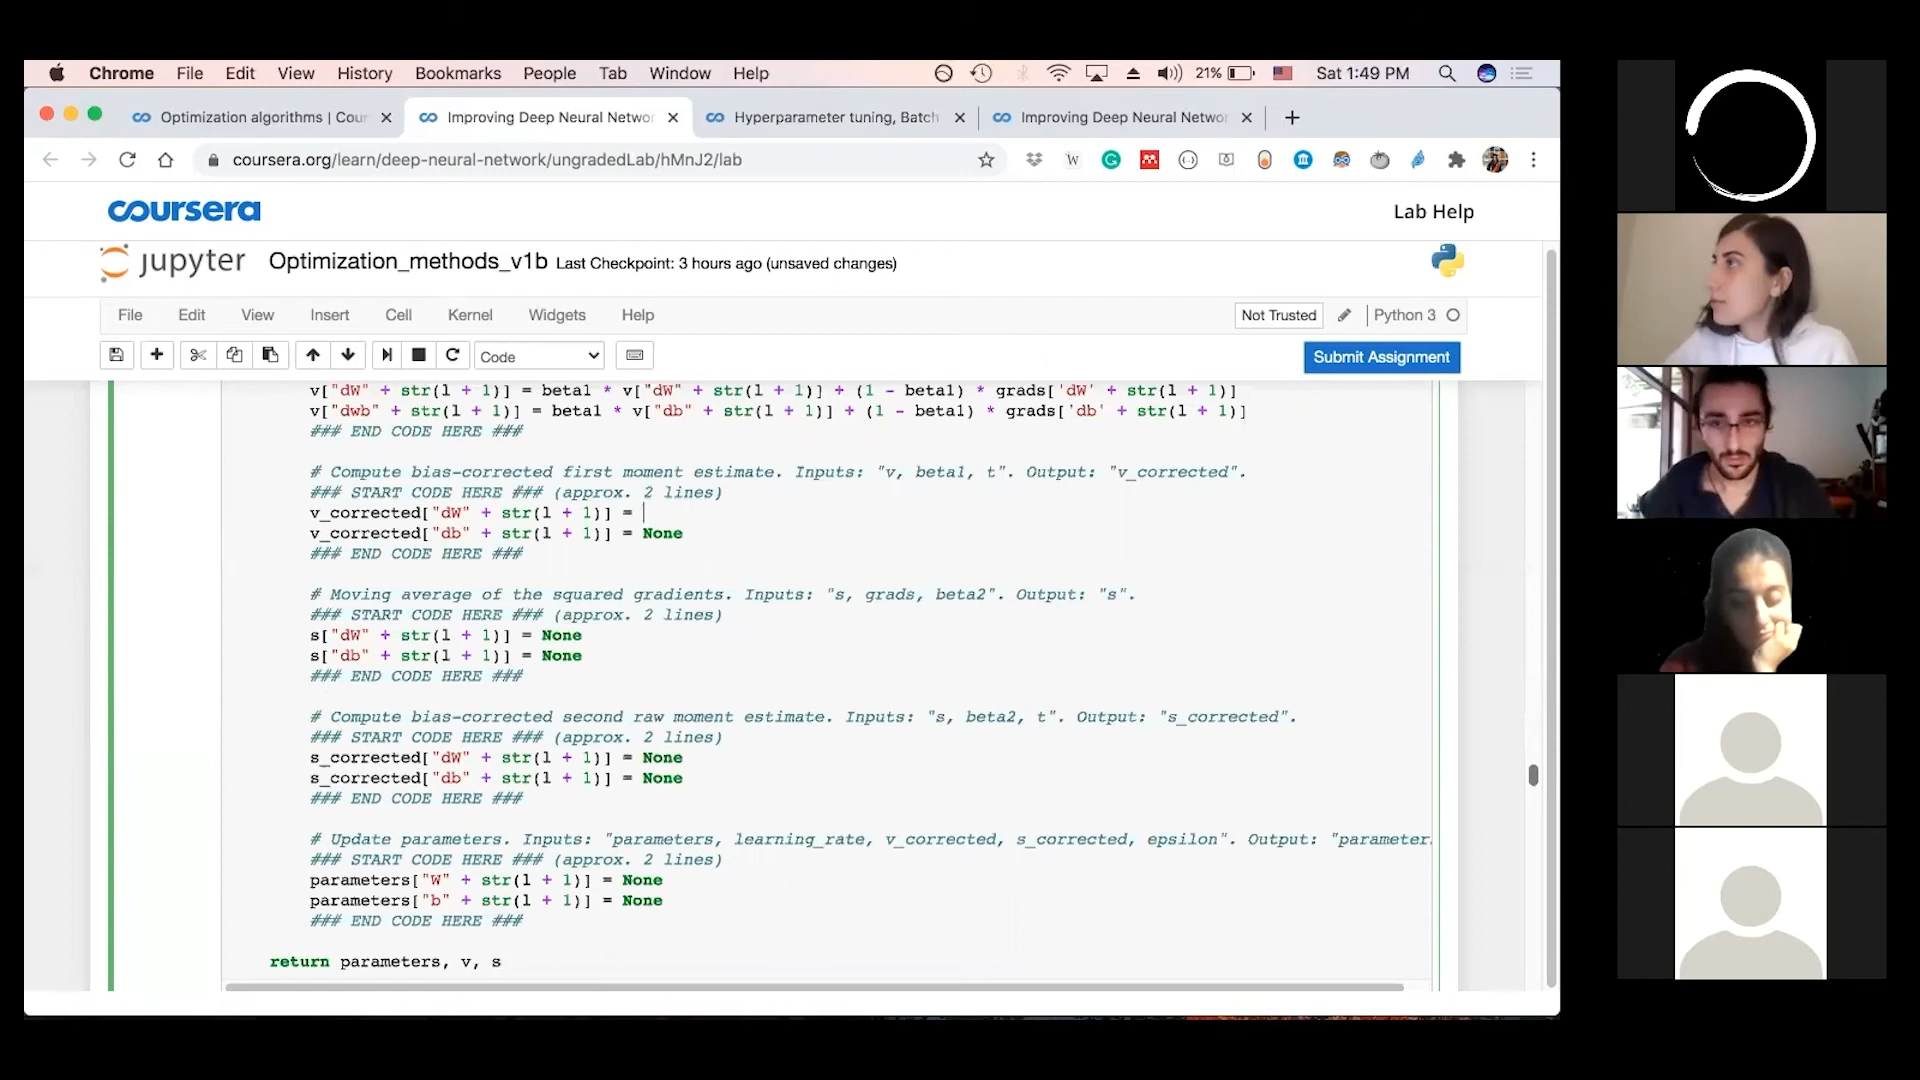 Chrome File Edit View History Bookmarks People Tab Window Help 21% Sat 1:49 PM
Optimization algorithms | Cour Improving Deep Neural Networ Hyperparameter tuning, Batch Improving Deep Neural Networ
coursera.org/learn/deep-neural-network/ungradedLab/hMnJ2/lab
coursera Lab Help
jupyter Optimization_methods_v1b Last Checkpoint: 3 hours ago (unsaved changes)
File Edit View Insert Cell Kernel Widgets Help Not Trusted Python 3
Code Submit Assignment
v["dW" + str(l + 1)] = beta1 * v["dW" + str(l + 1)] + (1 - beta1) * grads['dW' + str(l + 1)]
v["dwb" + str(l + 1)] = beta1 * v["db" + str(l + 1)] + (1 - beta1) * grads['db' + str(l + 1)]
### END CODE HERE ###
# Compute bias-corrected first moment estimate. Inputs: "v, beta1, t". Output: "v_corrected".
### START CODE HERE ### (approx. 2 lines)
v_corrected["dW" + str(l + 1)] =
v_corrected["db" + str(l + 1)] = None
### END CODE HERE ###
# Moving average of the squared gradients. Inputs: "s, grads, beta2". Output: "s".
### START CODE HERE ### (approx. 2 lines)
s["dW" + str(l + 1)] = None
s["db" + str(l + 1)] = None
### END CODE HERE ###
# Compute bias-corrected second raw moment estimate. Inputs: "s, beta2, t". Output: "s_corrected".
### START CODE HERE ### (approx. 2 lines)
s_corrected["dW" + str(l + 1)] = None
s_corrected["db" + str(l + 1)] = None
### END CODE HERE ###
# Update parameters. Inputs: "parameters, learning_rate, v_corrected, s_corrected, epsilon". Output: "parameter
### START CODE HERE ### (approx. 2 lines)
parameters["W" + str(l + 1)] = None
parameters["b" + str(l + 1)] = None
### END CODE HERE ###
return parameters, v, s